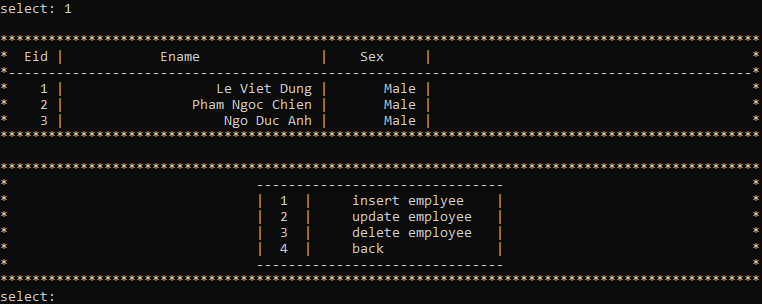 select: 1
***********************************************************************************************
*  Eid |            Ename               |    Sex     |                                        *
*---------------------------------------------------------------------------------------------*
*    1 |                   Le Viet Dung |       Male |                                        *
*    2 |                Pham Ngoc Chien |       Male |                                        *
*    3 |                    Ngo Duc Anh |       Male |                                        *
***********************************************************************************************
***********************************************************************************************
*                               -------------------------------                               *
*                               |  1  |     insert emplyee    |                               *
*                               |  2  |     update employee   |                               *
*                               |  3  |     delete employee   |                               *
*                               |  4  |     back              |                               *
*                               -------------------------------                               *
***********************************************************************************************
select: